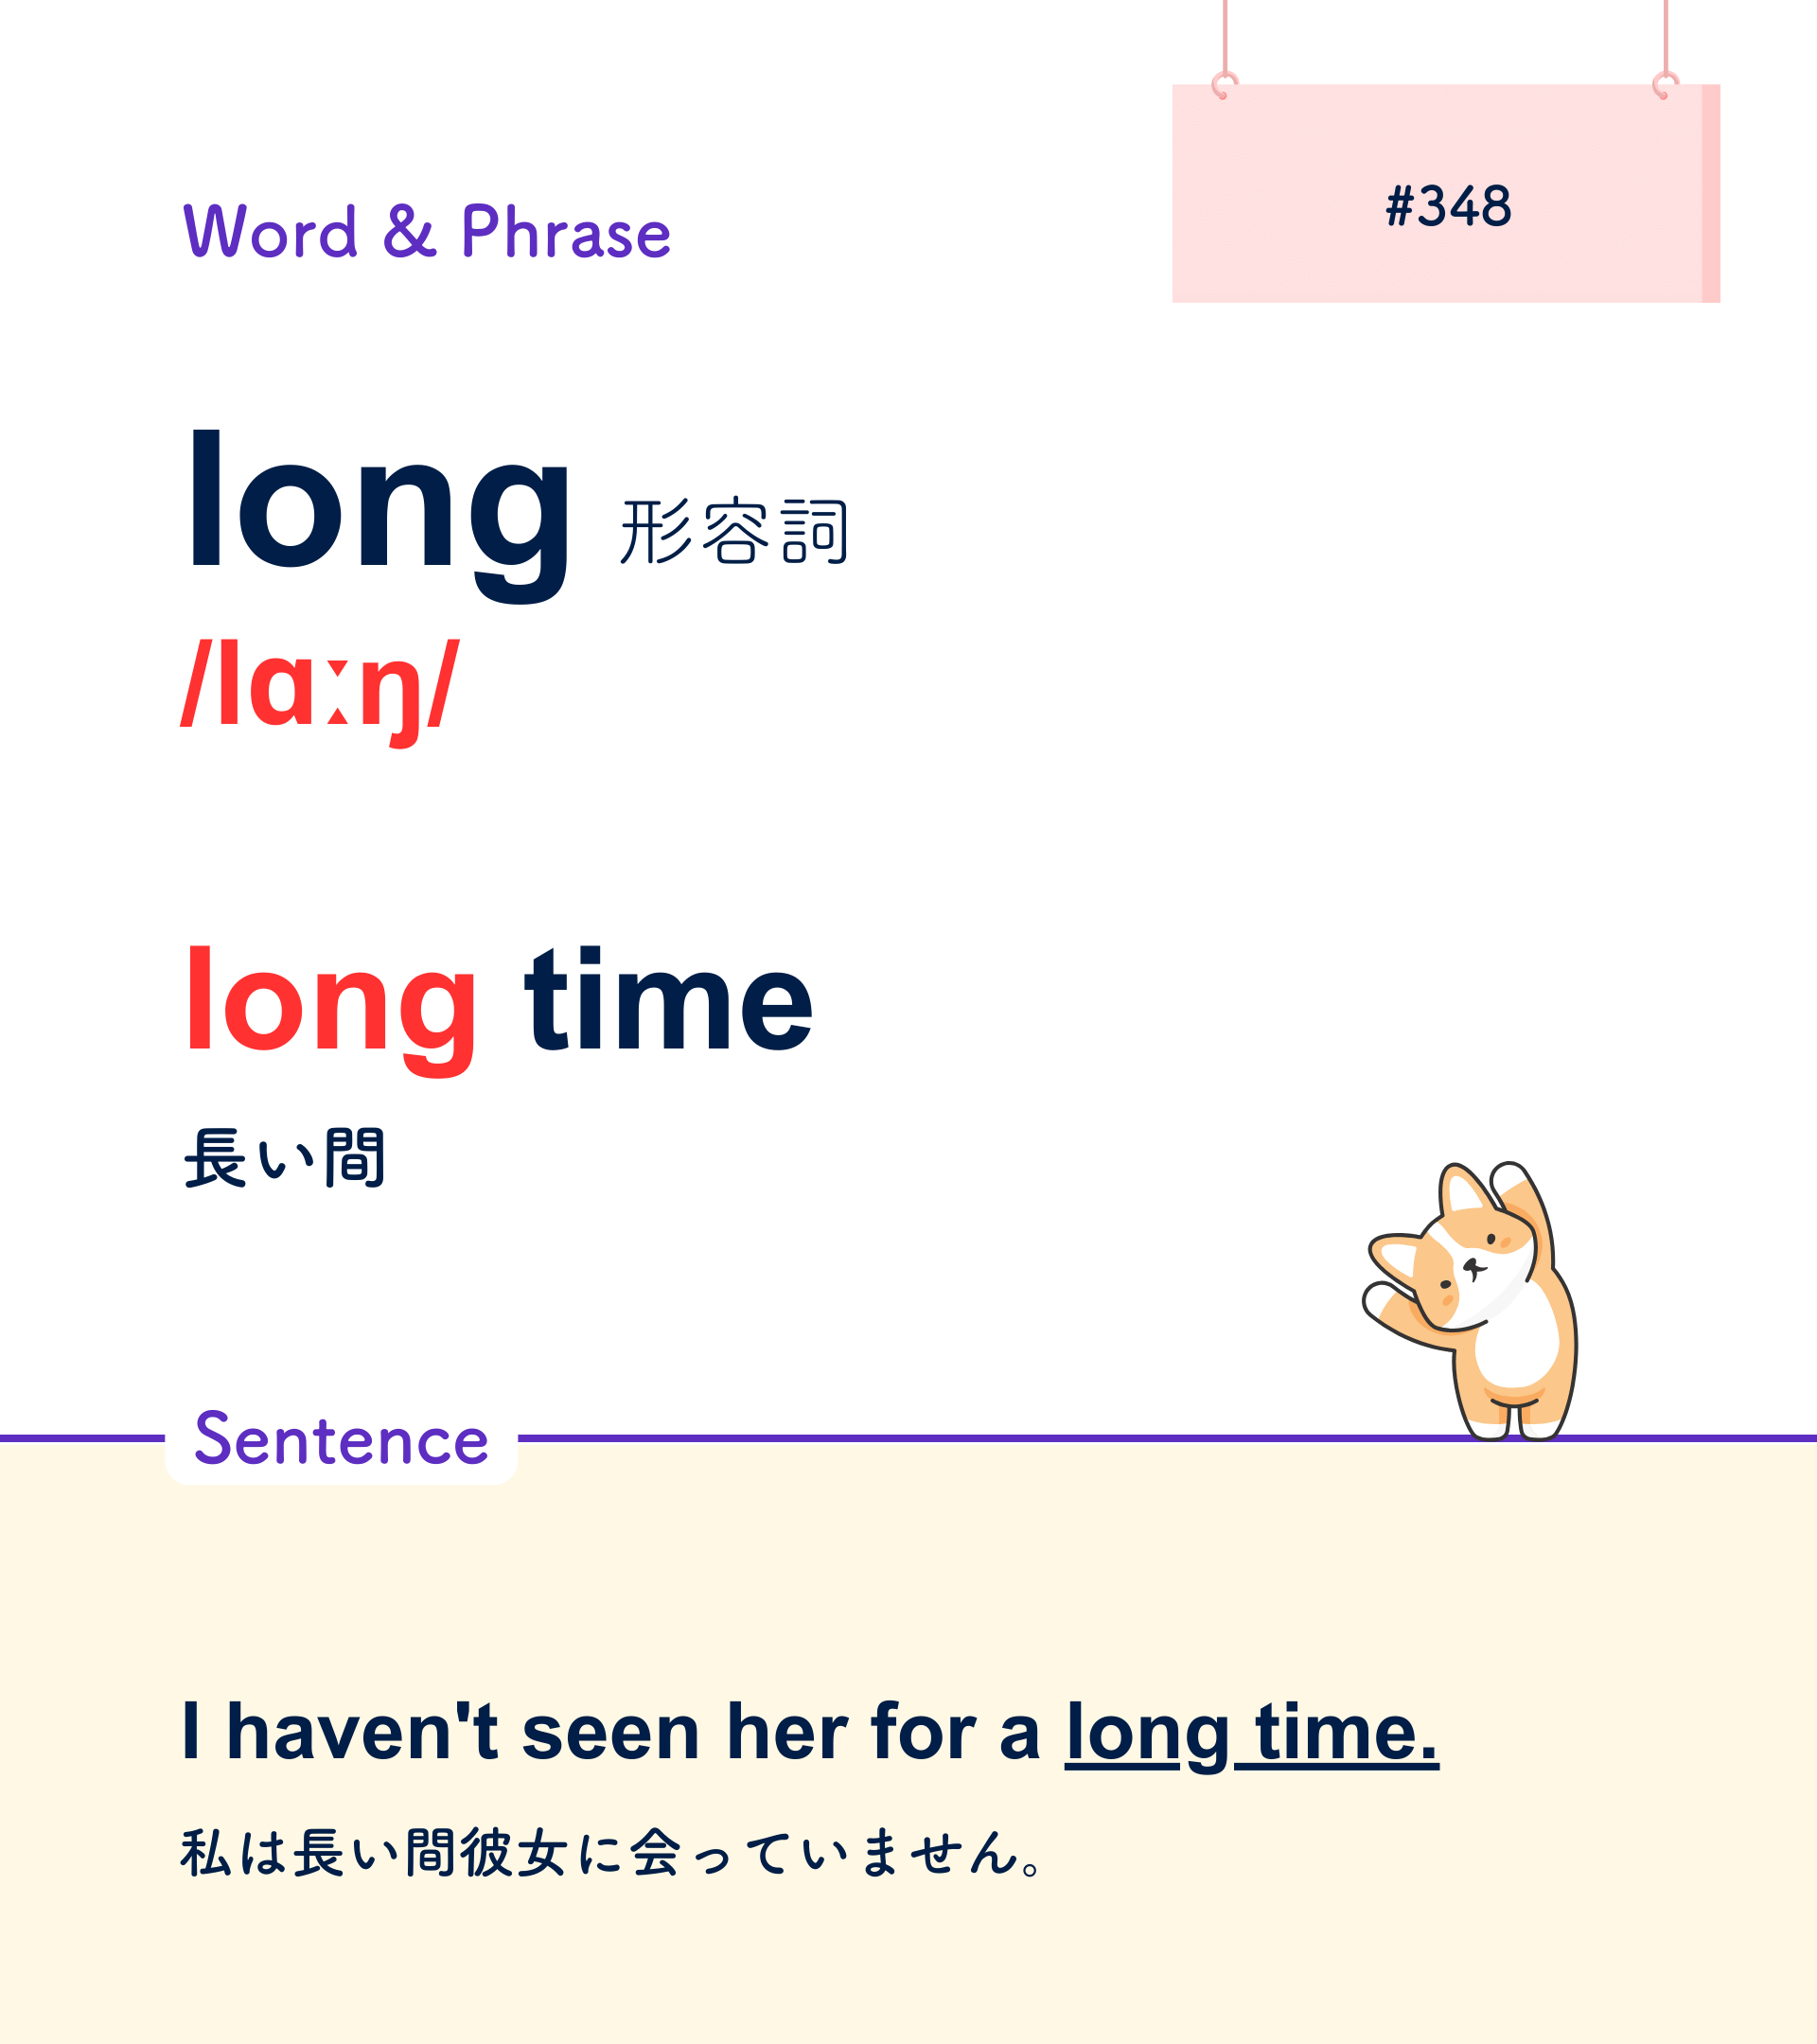 #348
Word & Phrase
long 形容詞
/lɑːŋ/
long time
長い間
Sentence
I haven't seen her for a long time.
私は長い間彼女に会っていません。